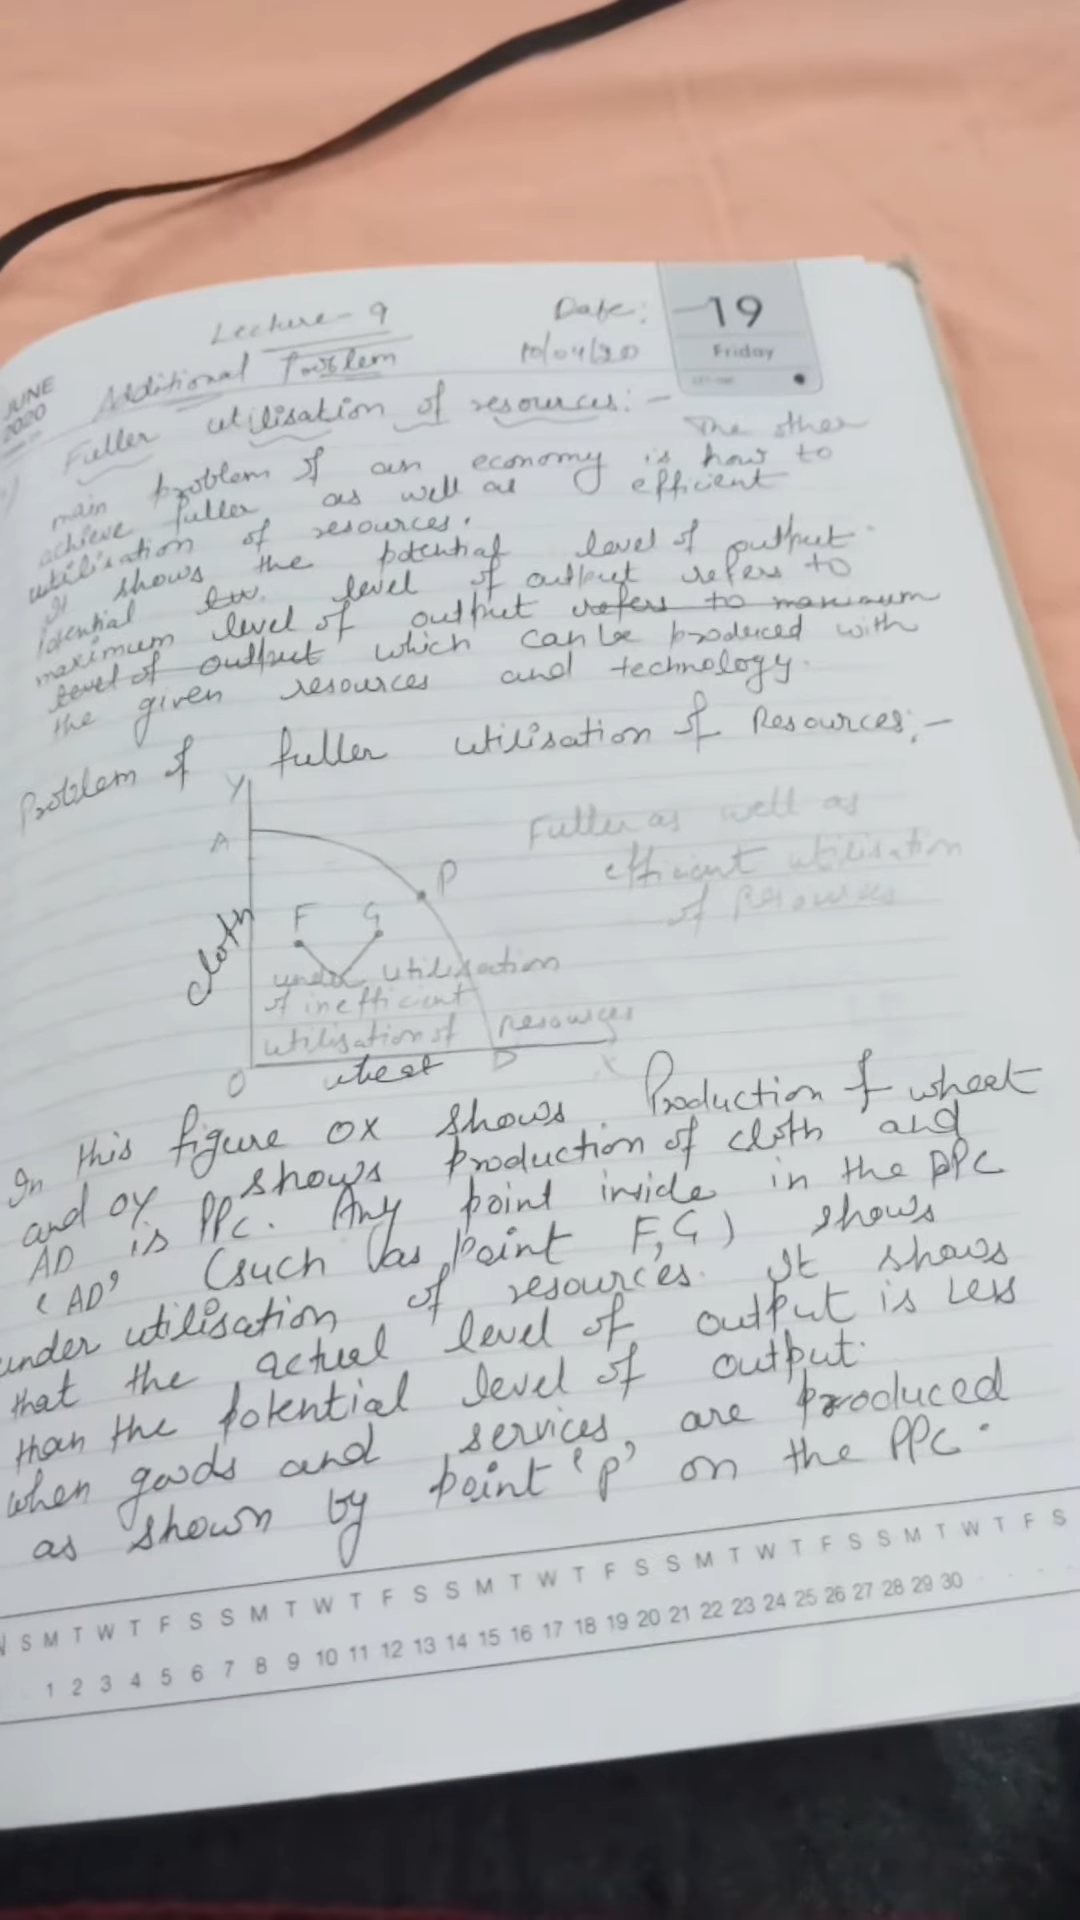 Lecture - 9
Date:
10/04/20
19
Friday
JUNE
2020
Additional Problem
Fuller utilisation of resources:-
The other
main problem of an economy is how to
achieve fuller as well as efficient
utilisation of resources.
It shows the potential level of output.
Potential level of output refers to
maximum level of output refers to maximum
level of output which can be produced with
the given resources and technology.
Problem of fuller utilisation of Resources:-
Y
A
P
Fuller as well as
efficient utilisation
of Resources
F
G
cloth
under utilisation
of inefficient
utilisation of resources
O
wheat
D
X
In this figure OX shows Production of wheat
and OY shows production of cloth and
AD is PPC. Any point inside in the PPC
'AD' (such as point F, G) shows
under utilisation of resources. It shows
that the actual level of output is less
than the potential level of output.
when goods and services are produced
as shown by point 'P' on the PPC.
S M T W T F S S M T W T F S S M T W T F S S M T W T F S S M T W T F S
1 2 3 4 5 6 7 8 9 10 11 12 13 14 15 16 17 18 19 20 21 22 23 24 25 26 27 28 29 30